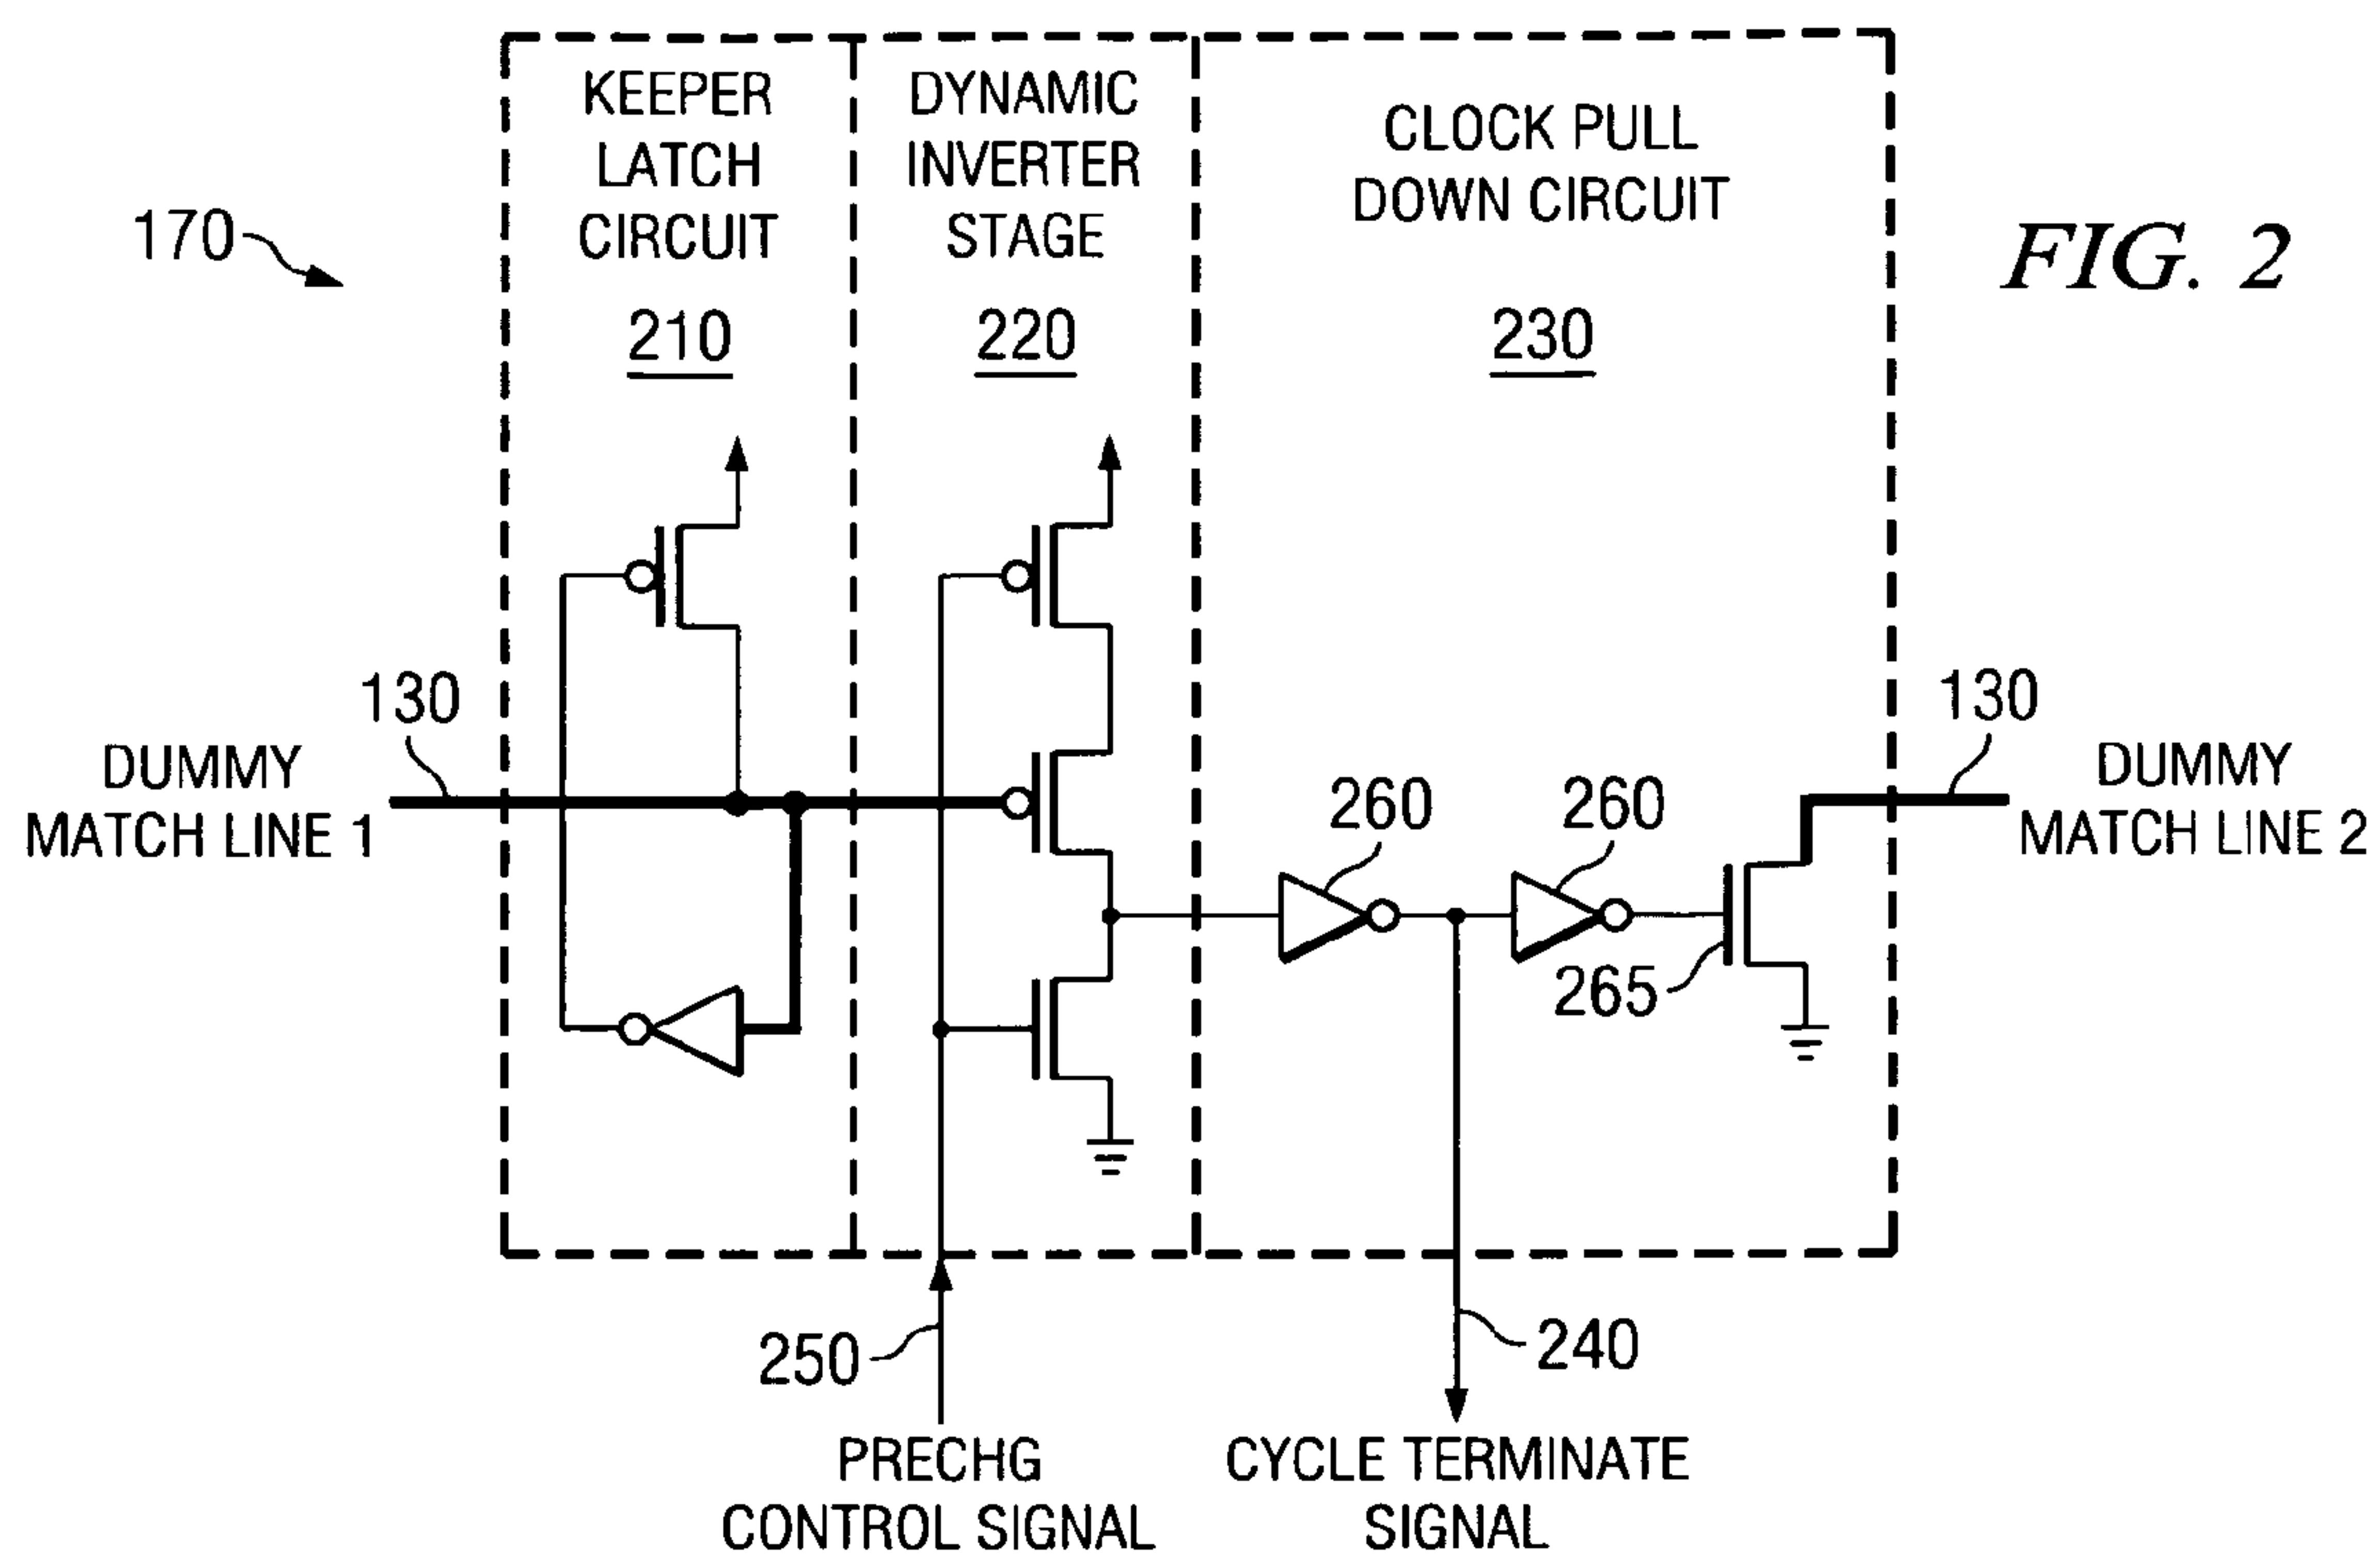 KEEPER
LATCH
CIRCUIT
210
DYNAMIC
INVERTER
STAGE
220
CLOCK PULL
DOWN CIRCUIT
230
170
FIG. 2
130
DUMMY
MATCH LINE 1
260
260
265
130
DUMMY
MATCH LINE 2
250
PRECHG
CONTROL SIGNAL
240
CYCLE TERMINATE
SIGNAL